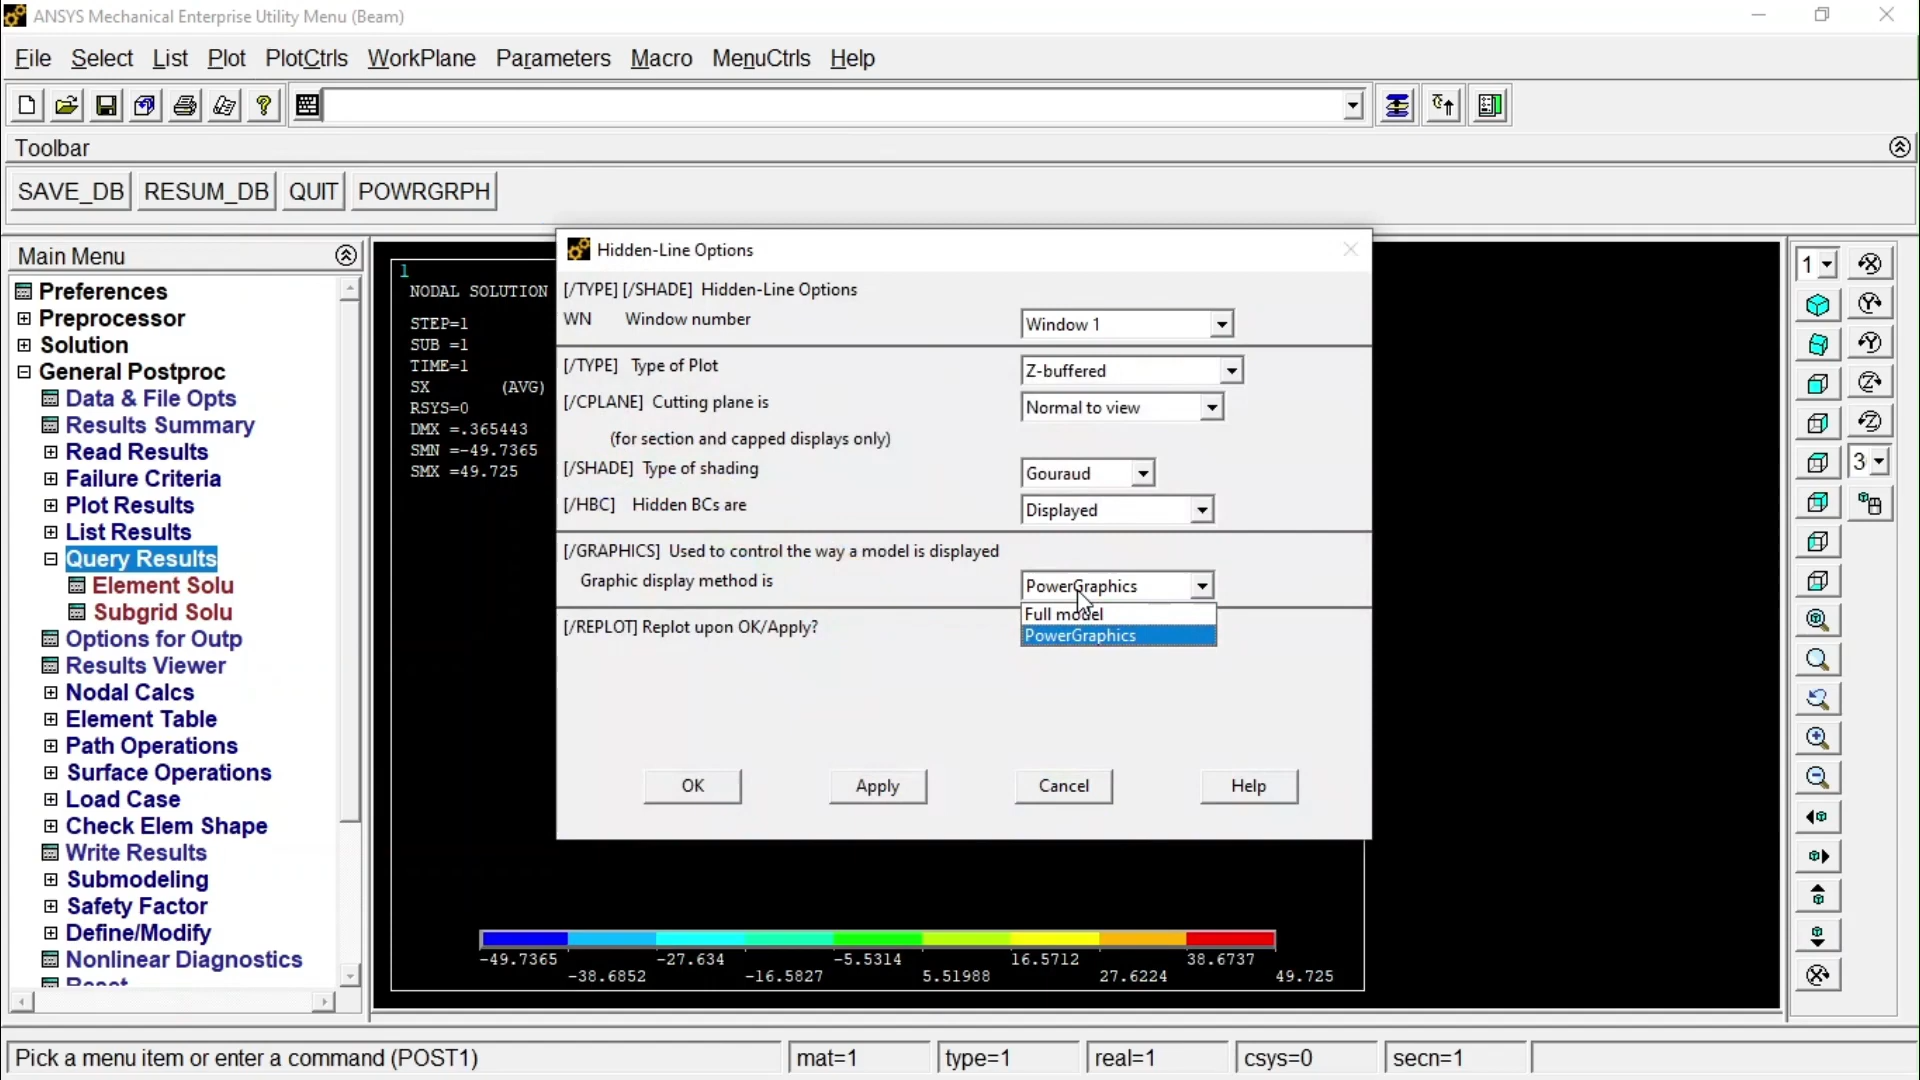 ANSYS Mechanical Enterprise Utility Menu (Beam)
File Select List Plot PlotCtrls WorkPlane Parameters Macro MenuCtrls Help
Toolbar
SAVE_DB RESUM_DB QUIT POWRGRPH
Main Menu
Preferences
Preprocessor
Solution
General Postproc
Data & File Opts
Results Summary
Read Results
Failure Criteria
Plot Results
List Results
Query Results
Element Solu
Subgrid Solu
Options for Outp
Results Viewer
Nodal Calcs
Element Table
Path Operations
Surface Operations
Load Case
Check Elem Shape
Write Results
Submodeling
Safety Factor
Define/Modify
Nonlinear Diagnostics
Reset
1
NODAL SOLUTION
STEP=1
SUB =1
TIME=1
SX (AVG)
RSYS=0
DMX =.365443
SMN =-49.7365
SMX =49.725
Hidden-Line Options
[/TYPE] [/SHADE] Hidden-Line Options
WN Window number Window 1
[/TYPE] Type of Plot Z-buffered
[/CPLANE] Cutting plane is Normal to view
(for section and capped displays only)
[/SHADE] Type of shading Gouraud
[/HBC] Hidden BCs are Displayed
[/GRAPHICS] Used to control the way a model is displayed
Graphic display method is PowerGraphics
Full model
PowerGraphics
[/REPLOT] Replot upon OK/Apply?
OK Apply Cancel Help
-49.7365 -27.634 -5.5314 16.5712 38.6737
-38.6852 -16.5827 5.51988 27.6224 49.725
1
3
Pick a menu item or enter a command (POST1) mat=1 type=1 real=1 csys=0 secn=1